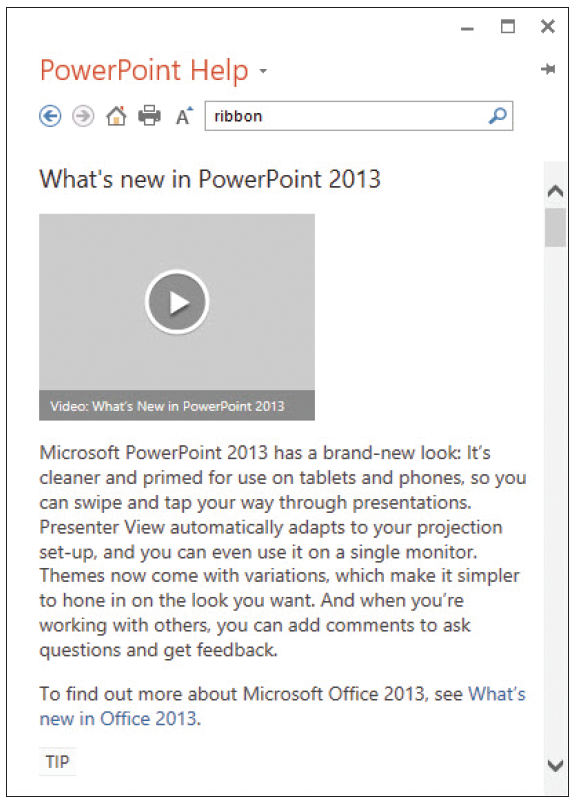 PowerPoint Help
A
ribbon
What's new in PowerPoint 2013
Video: What's New in PowerPoint 2013
Microsoft PowerPoint 2013 has a brand-new look: It's
cleaner and primed for use on tablets and phones, so you
can swipe and tap your way through presentations.
Presenter View automatically adapts to your projection
set-up, and you can even use it on a single monitor.
Themes now come with variations, which make it simpler
to hone in on the look you want. And when you're
working with others, you can add comments to ask
questions and get feedback.
To find out more about Microsoft Office 2013, see What's
new in Office 2013.
TIP